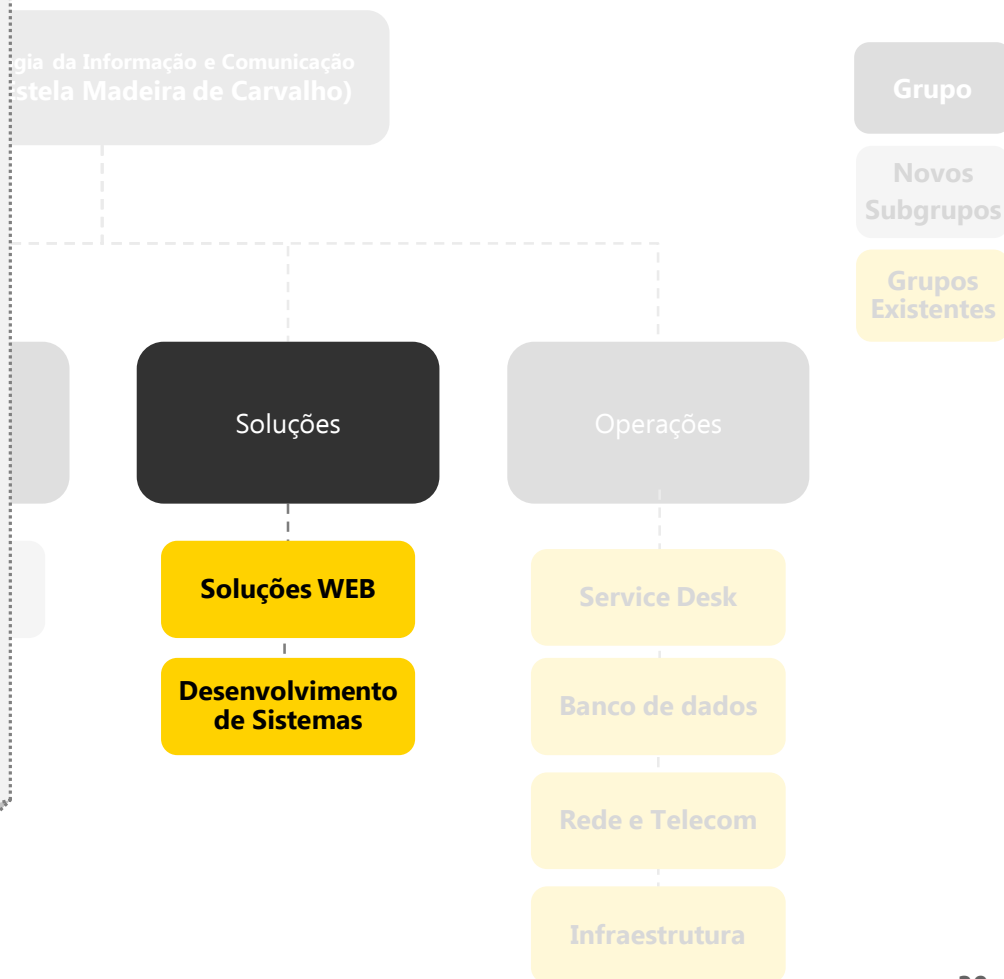 gia da Informação e Comunicação
stela Madeira de Carvalho)
Grupo
Novos
Subgrupos
Grupos
Existentes
Soluções
Operações
Soluções WEB
Desenvolvimento
de Sistemas
Service Desk
Banco de dados
Rede e Telecom
Infraestrutura